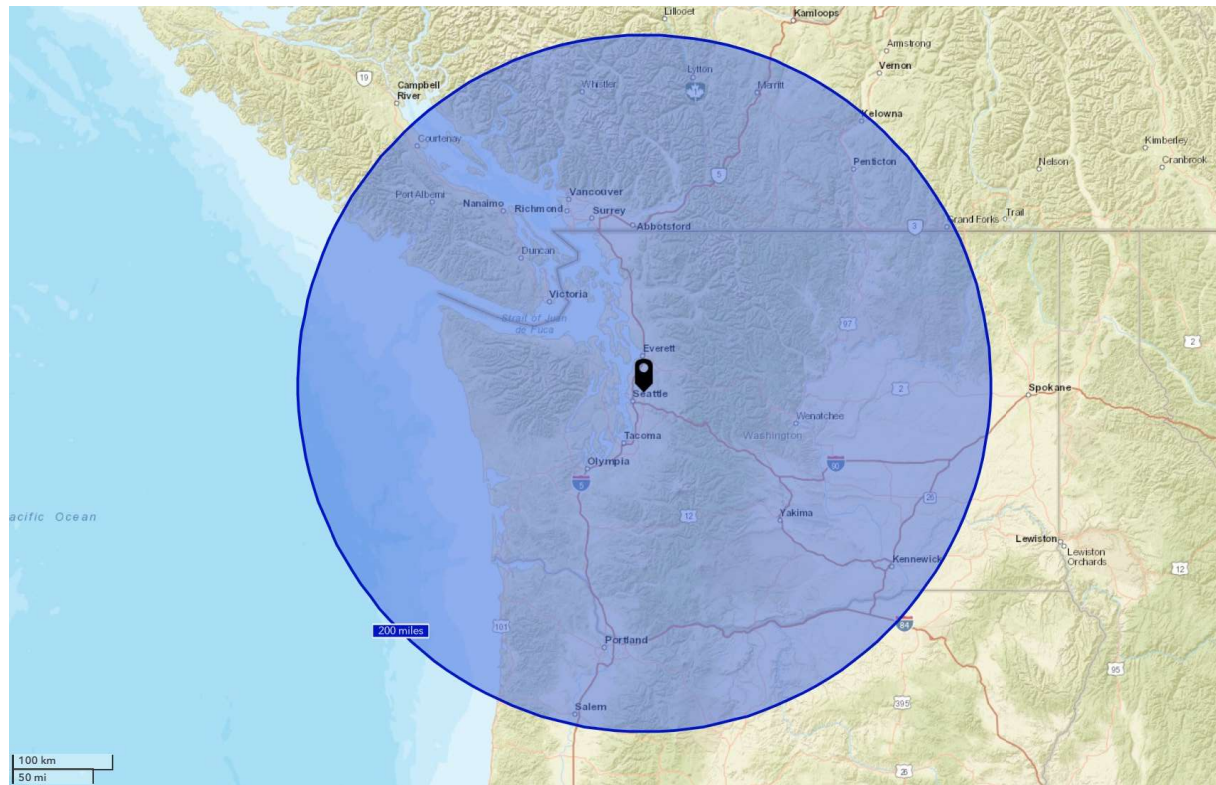 Lillooet
Kamloops
Armstrong
19
Campbell
River
Whistler
Lytton
Merritt
Vernon
Kelowna
Courtenay
Kimberley
Cranbrook
Port Alberni
Nanaimo
Vancouver
Richmond
Surrey
Abbotsford
5
Penticton
Nelson
Grand Forks
Trail
3
Duncan
Victoria
Strait of Juan
de Fuca
97
2
Everett
Seattle
2
Spokane
Wenatchee
Washington
Tacoma
Olympia
5
90
26
acific Ocean
12
Yakima
Lewiston
Lewiston
Orchards
Kennewick
12
101
200 miles
84
Portland
95
Salem
395
26
100 km
50 mi